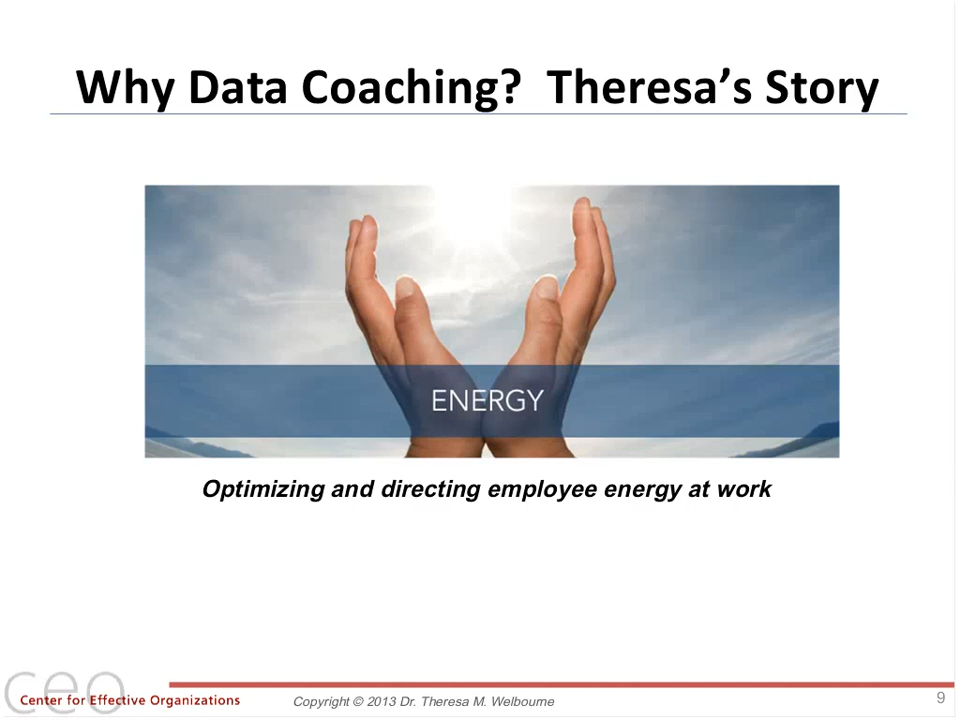 Why Data Coaching? Theresa's Story
ENERGY
Optimizing and directing employee energy at work
ceo
Center for Effective Organizations
Copyright © 2013 Dr. Theresa M. Welbourne
9